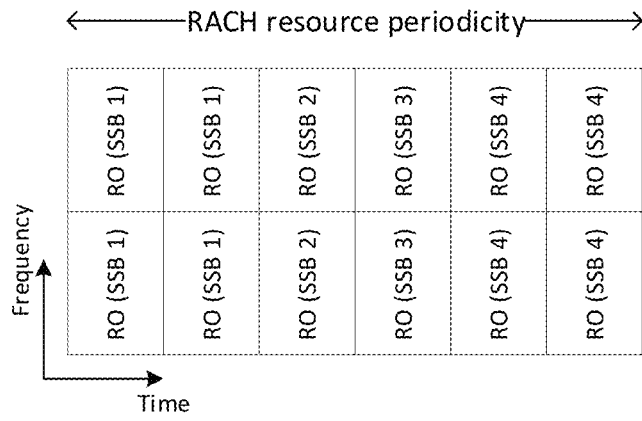 RACH resource periodicity
RO (SSB 1)
RO (SSB 1)
RO (SSB 2)
RO (SSB 3)
RO (SSB 4)
RO (SSB 4)
RO (SSB 1)
RO (SSB 1)
RO (SSB 2)
RO (SSB 3)
RO (SSB 4)
RO (SSB 4)
Frequency
Time